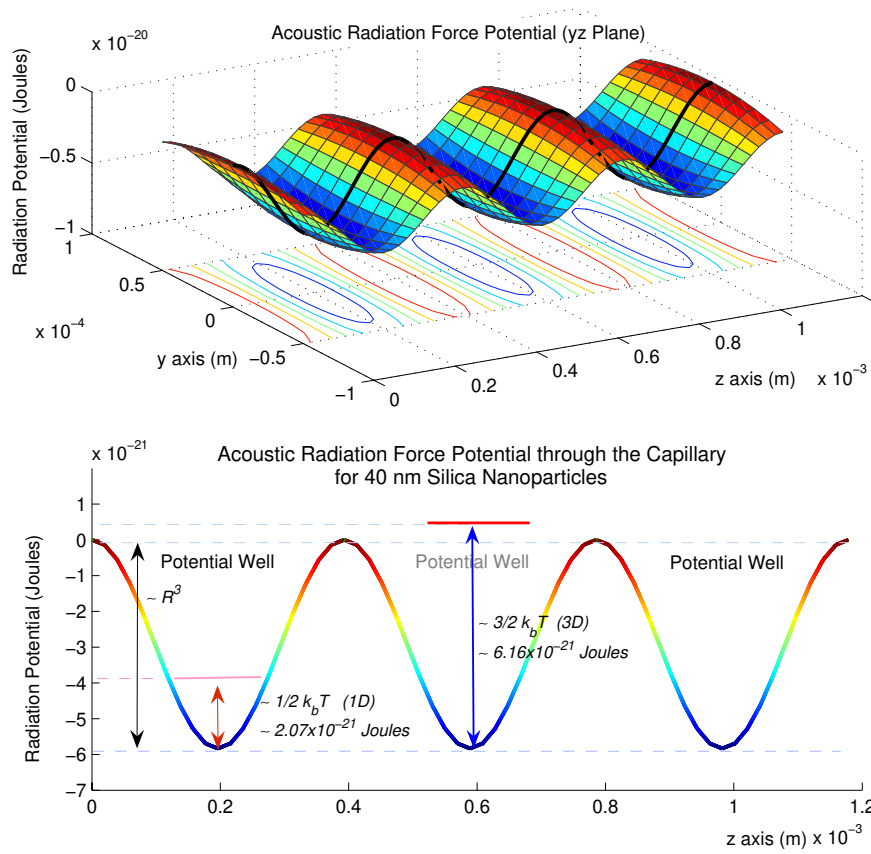 x 10−20
Acoustic Radiation Force Potential (yz Plane)
Radiation Potential (Joules)
0
−0.5
−1
1
0.5
0
−0.5
−1
x 10−4
y axis (m)
0
0.2
0.4
0.6
0.8
1
z axis (m) x 10−3
x 10−21
Acoustic Radiation Force Potential through the Capillary
for 40 nm Silica Nanoparticles
Radiation Potential (Joules)
1
0
−1
−2
−3
−4
−5
−6
−7
Potential Well
Potential Well
Potential Well
~ R3
~ 3/2 kbT (3D)
~ 6.16x10−21 Joules
~ 1/2 kbT (1D)
~ 2.07x10−21 Joules
0
0.2
0.4
0.6
0.8
1
1.2
z axis (m) x 10−3